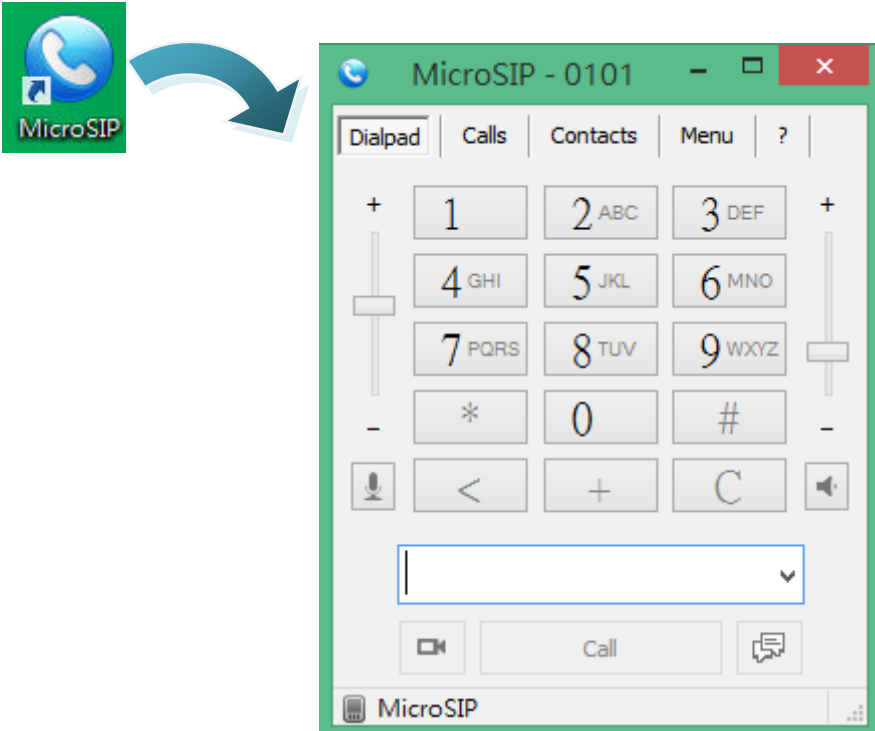 MicroSIP
MicroSIP - 0101
Dialpad Calls Contacts Menu ?
+ 1 2 ABC 3 DEF +
4 GHI 5 JKL 6 MNO
7 PQRS 8 TUV 9 WXYZ
- * 0 # -
< + C
Call
MicroSIP